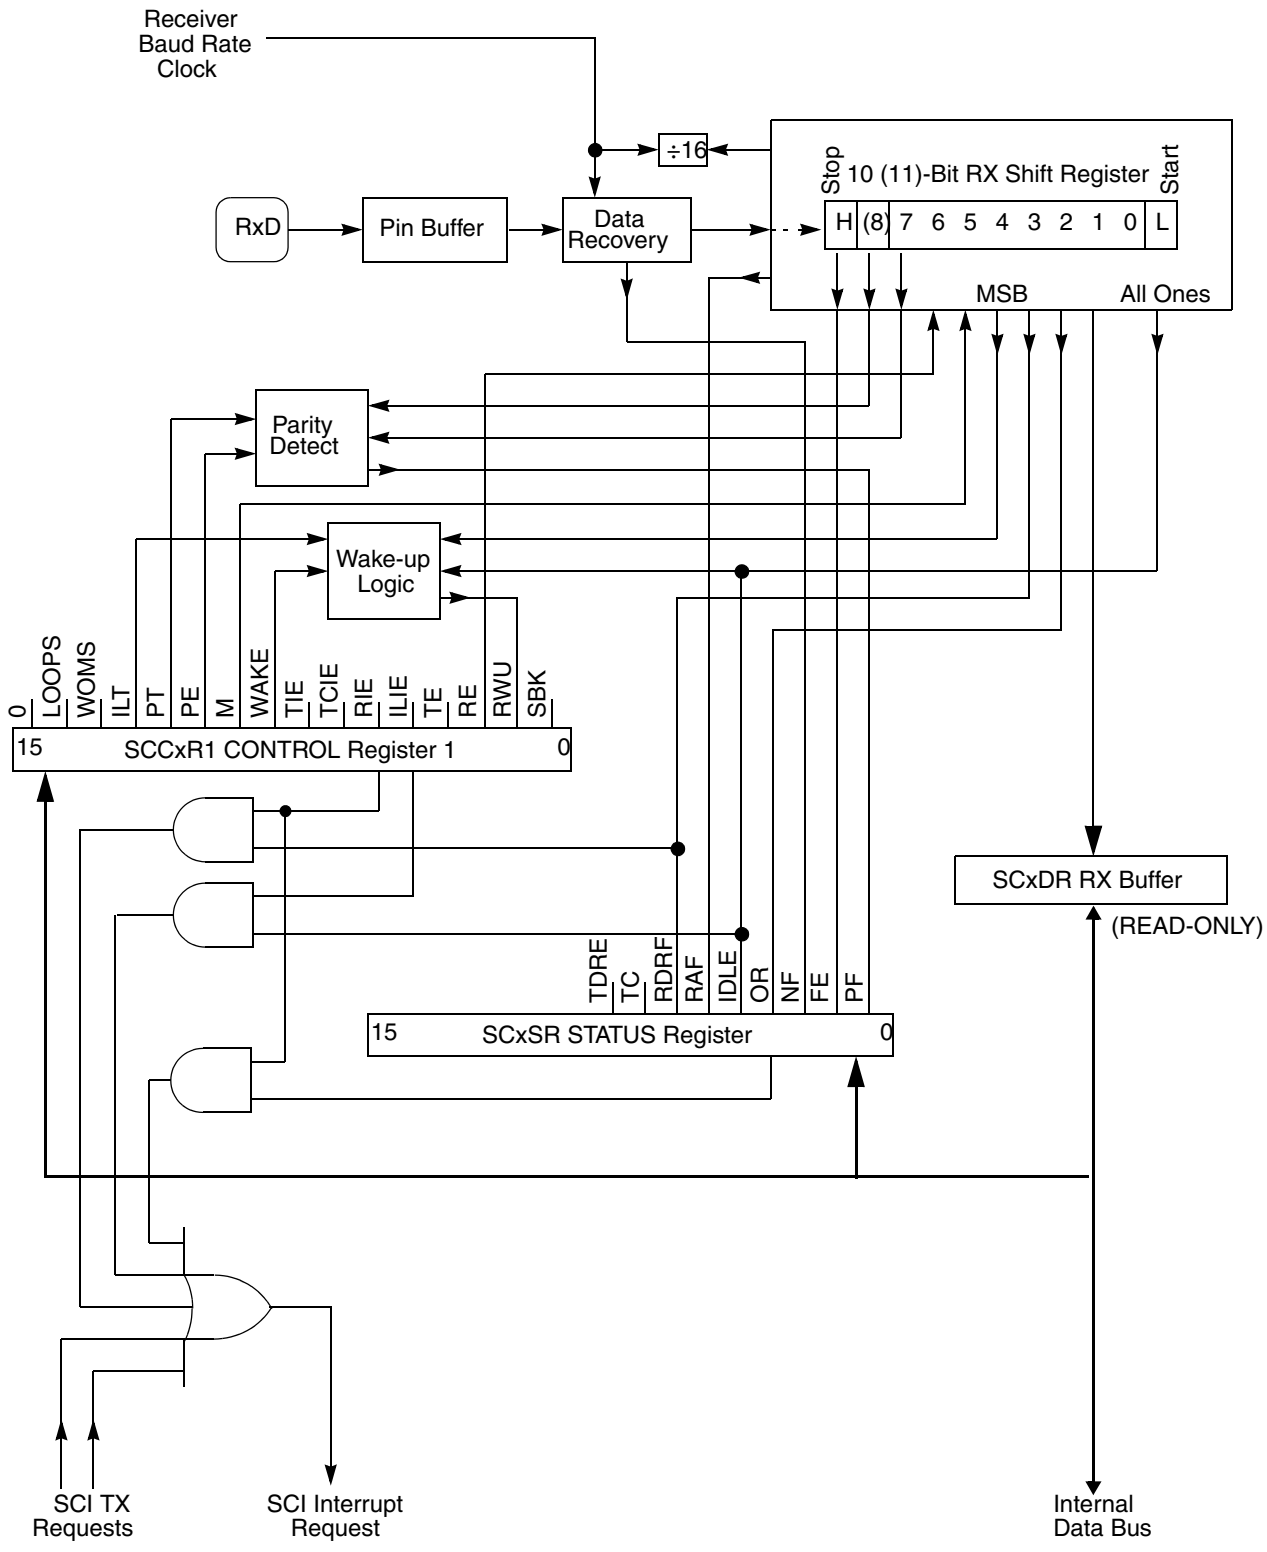 Receiver
Baud Rate
Clock
÷16
Stop
10 (11)-Bit RX Shift Register
Start
RxD
Pin Buffer
Data
Recovery
H (8) 7 6 5 4 3 2 1 0 L
MSB
All Ones
Parity
Detect
Wake-up
Logic
0
LOOPS
WOMS
ILT
PT
PE
M
WAKE
TIE
TCIE
RIE
ILIE
TE
RE
RWU
SBK
15 SCCxR1 CONTROL Register 1 0
SCxDR RX Buffer
(READ-ONLY)
TDRE
TC
RDRF
RAF
IDLE
OR
NF
FE
PF
15 SCxSR STATUS Register 0
SCI TX
Requests
SCI Interrupt
Request
Internal
Data Bus